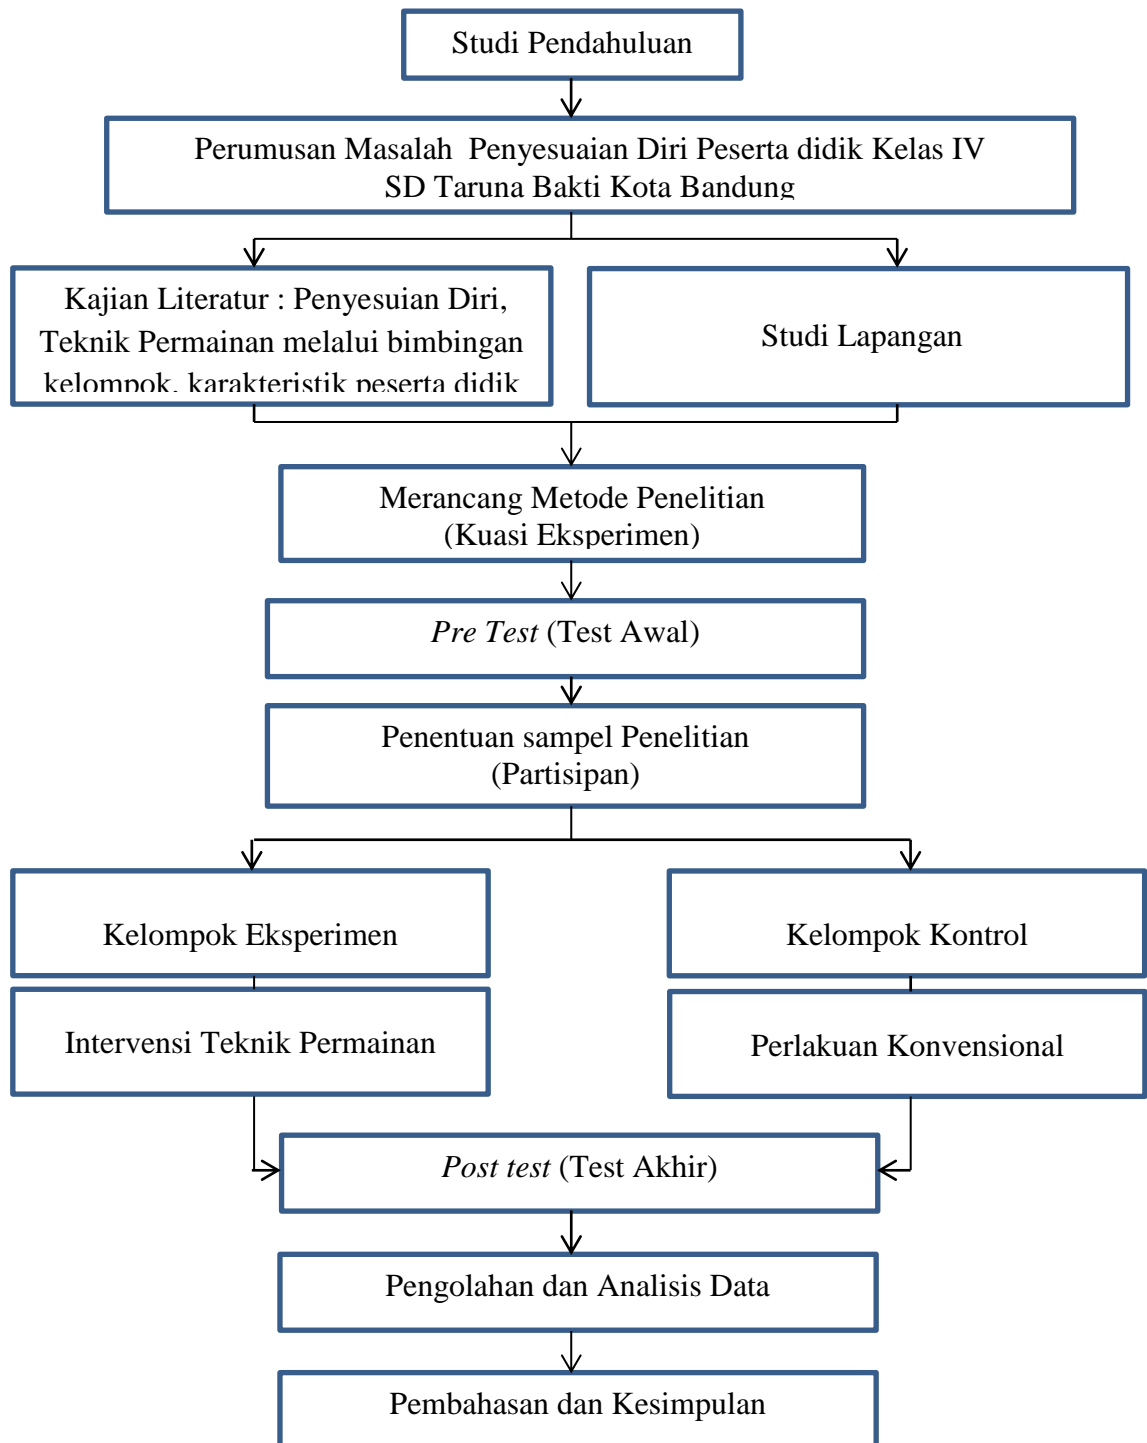 Studi Pendahuluan
Perumusan Masalah Penyesuaian Diri Peserta didik Kelas IV
SD Taruna Bakti Kota Bandung
Kajian Literatur : Penyesuian Diri,
Teknik Permainan melalui bimbingan
kelompok, karakteristik peserta didik
Studi Lapangan
Merancang Metode Penelitian
(Kuasi Eksperimen)
Pre Test (Test Awal)
Penentuan sampel Penelitian
(Partisipan)
Kelompok Eksperimen
Kelompok Kontrol
Intervensi Teknik Permainan
Perlakuan Konvensional
Post test (Test Akhir)
Pengolahan dan Analisis Data
Pembahasan dan Kesimpulan